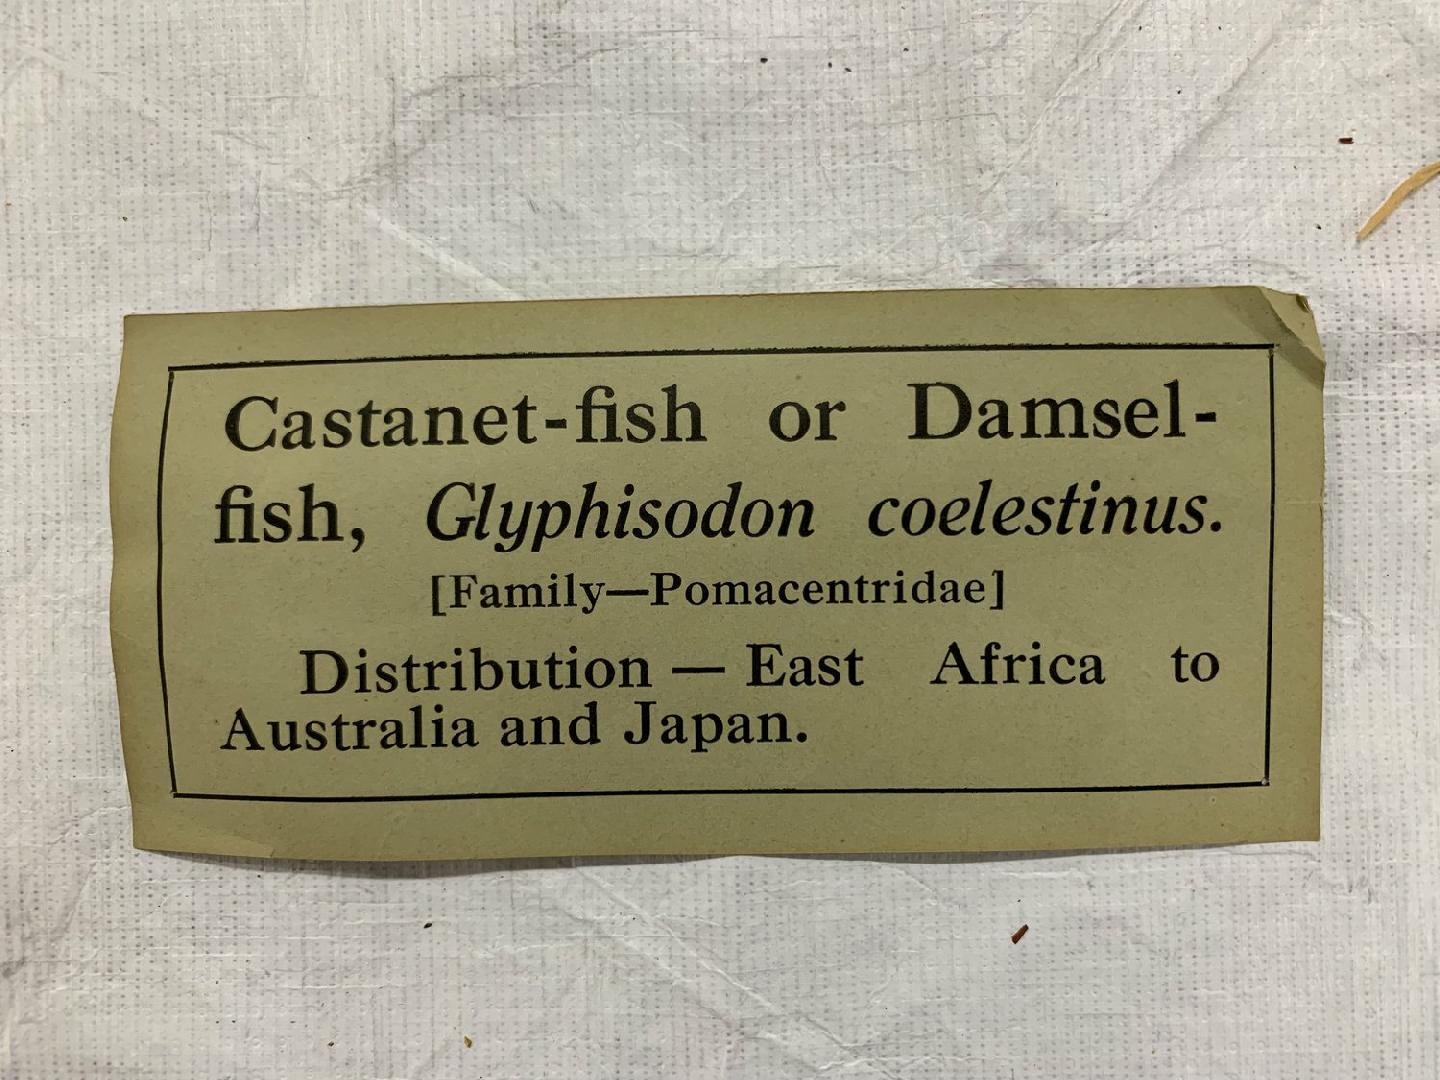 Castanet-fish or Damsel-
fish, Glyphisodon coelestinus.
[Family—Pomacentridae]
Distribution — East Africa to
Australia and Japan.